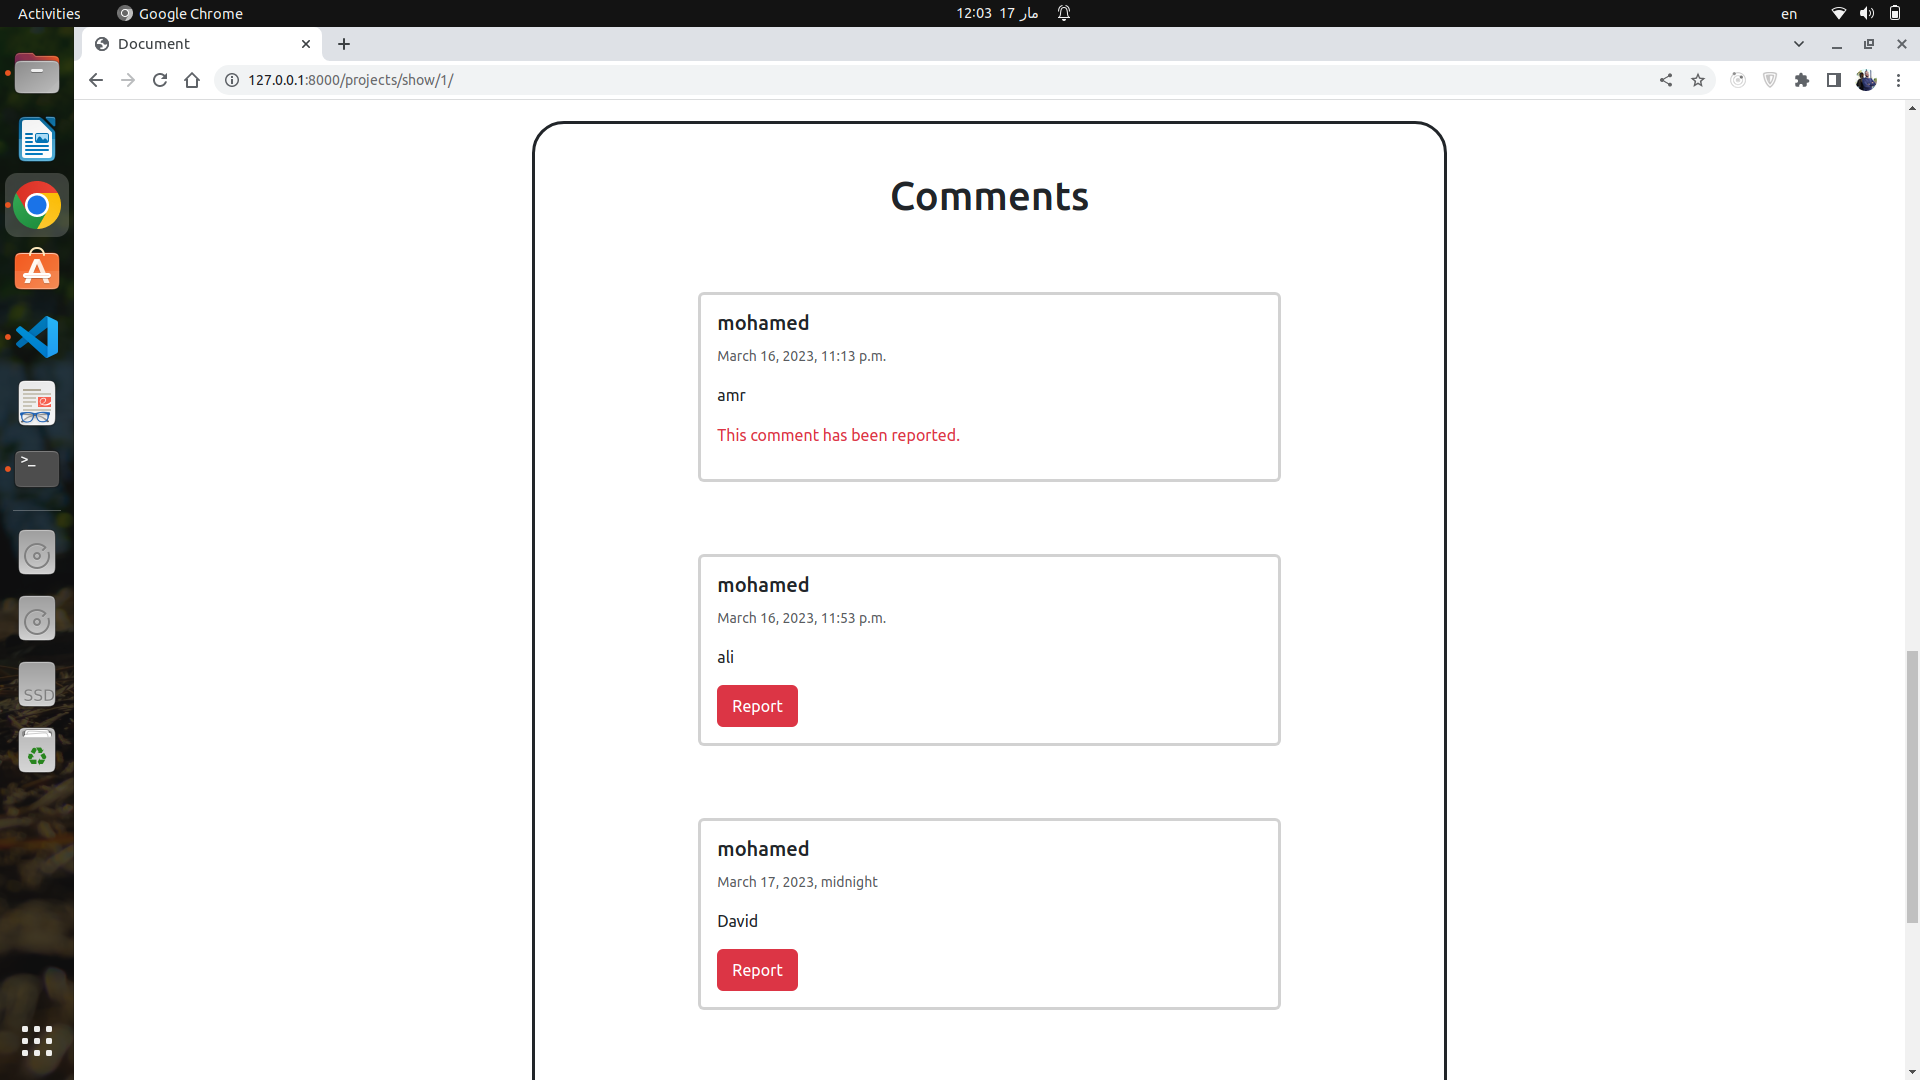 Activities
Google Chrome
12:03 17 مار
en
Document
127.0.0.1:8000/projects/show/1/
Comments
mohamed
March 16, 2023, 11:13 p.m.
amr
This comment has been reported.
mohamed
March 16, 2023, 11:53 p.m.
ali
Report
mohamed
March 17, 2023, midnight
David
Report
>_
SSD